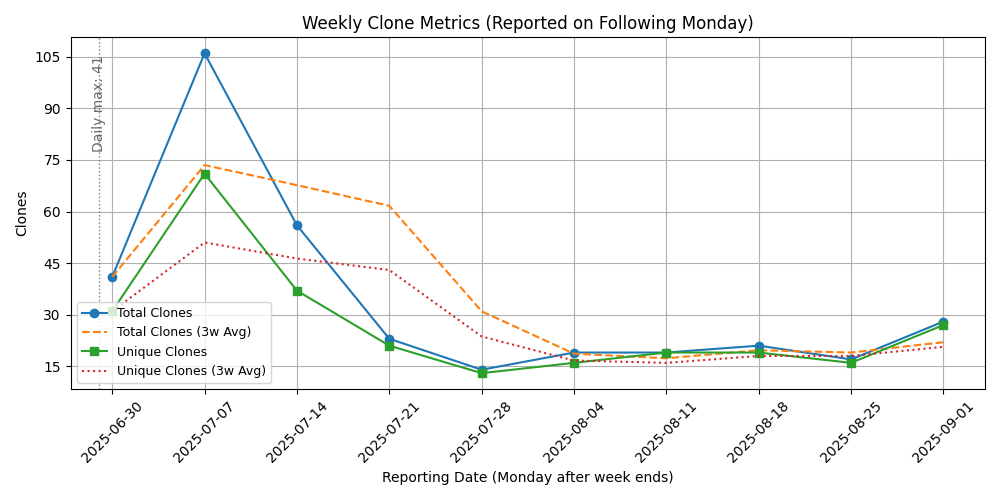 Weekly Clone Metrics (Reported on Following Monday)
Clones
105
90
75
60
45
30
15
Daily max: 41
Total Clones
Total Clones (3w Avg)
Unique Clones
Unique Clones (3w Avg)
2025-06-30
2025-07-07
2025-07-14
2025-07-21
2025-07-28
2025-08-04
2025-08-11
2025-08-18
2025-08-25
2025-09-01
Reporting Date (Monday after week ends)